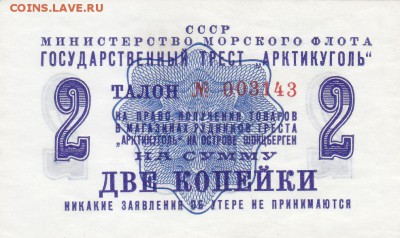 COINS.LAVE.RU
СССР
МИНИСТЕРСТВО МОРСКОГО ФЛОТА
ГОСУДАРСТВЕННЫЙ ТРЕСТ „АРКТИКУГОЛЬ"
ТАЛОН № 003143
2 2
НА ПРАВО ПОЛУЧЕНИЯ ТОВАРОВ
В МАГАЗИНАХ РУДНИКОВ ТРЕСТА
„АРКТИКУГОЛЬ" НА ОСТРОВЕ ШПИЦБЕРГЕН
НА СУММУ
ДВЕ КОПЕЙКИ
НИКАКИЕ ЗАЯВЛЕНИЯ ОБ УТЕРЕ НЕ ПРИНИМАЮТСЯ